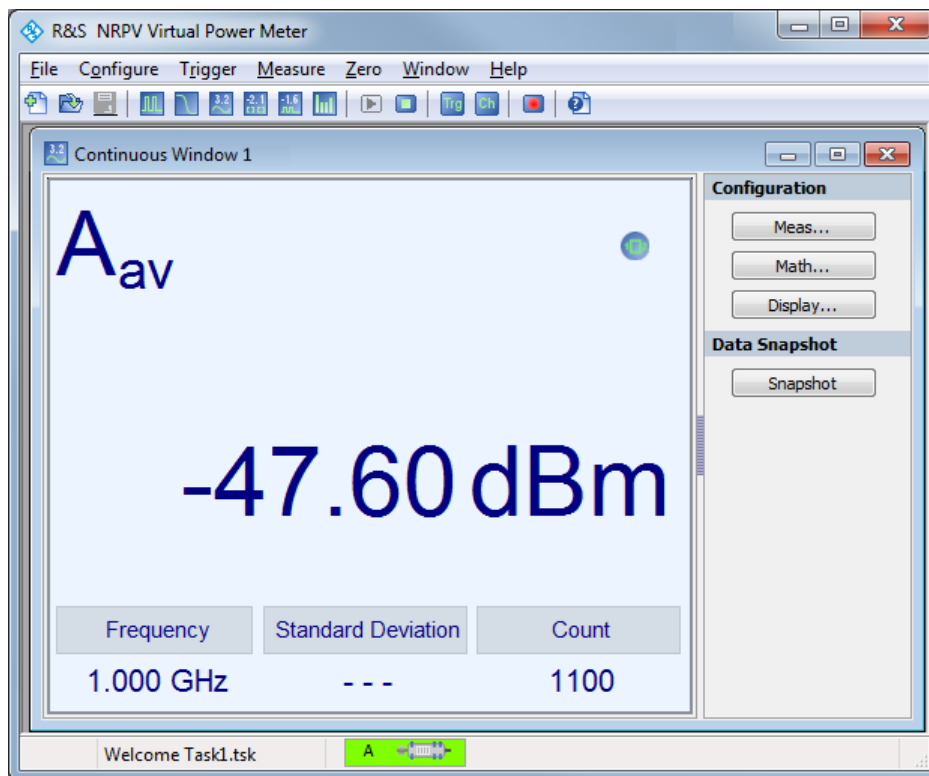 R&S NRPV Virtual Power Meter
File Configure Trigger Measure Zero Window Help
3.2 -2.1 -1.6 Trg Ch
3.2 Continuous Window 1
Aav
-47.60 dBm
Frequency Standard Deviation Count
1.000 GHz - - - 1100
Configuration
Meas...
Math...
Display...
Data Snapshot
Snapshot
Welcome Task1.tsk A